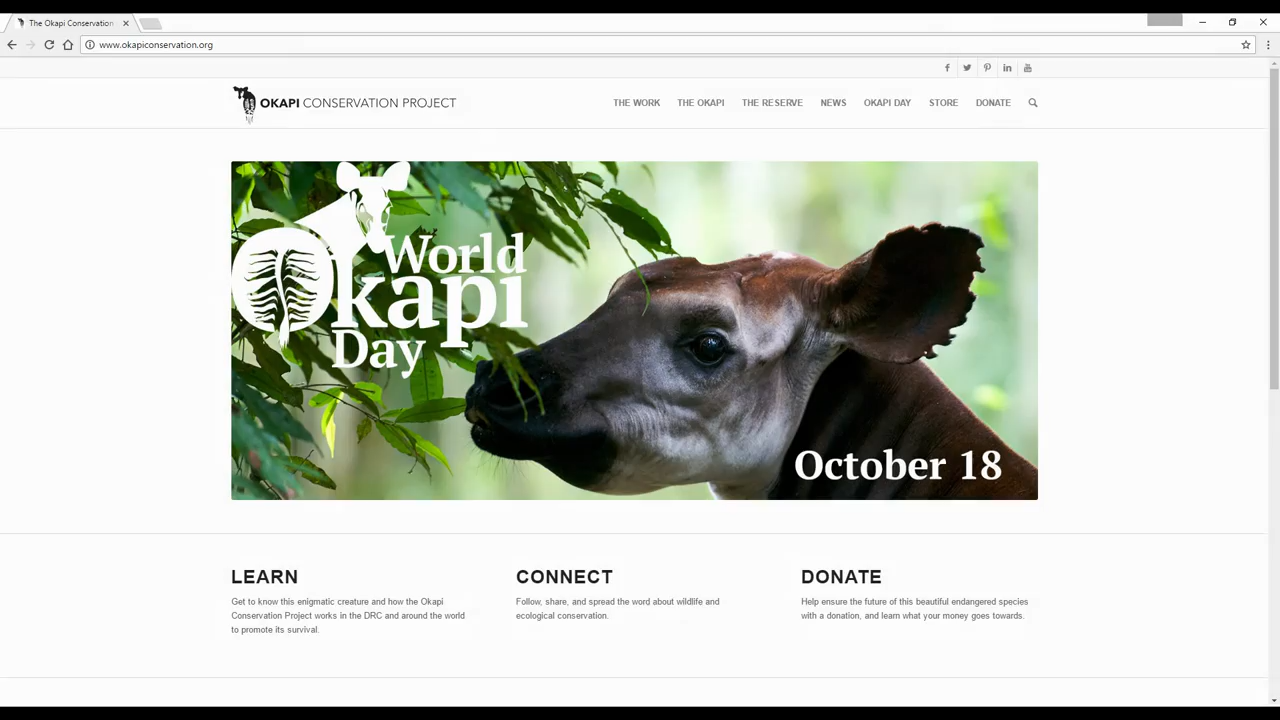 The Okapi Conservation
www.okapiconservation.org
OKAPI CONSERVATION PROJECT
THE WORK THE OKAPI THE RESERVE NEWS OKAPI DAY STORE DONATE
World
Okapi
Day
October 18
LEARN
Get to know this enigmatic creature and how the Okapi
Conservation Project works in the DRC and around the world
to promote its survival.
CONNECT
Follow, share, and spread the word about wildlife and
ecological conservation.
DONATE
Help ensure the future of this beautiful endangered species
with a donation, and learn what your money goes towards.